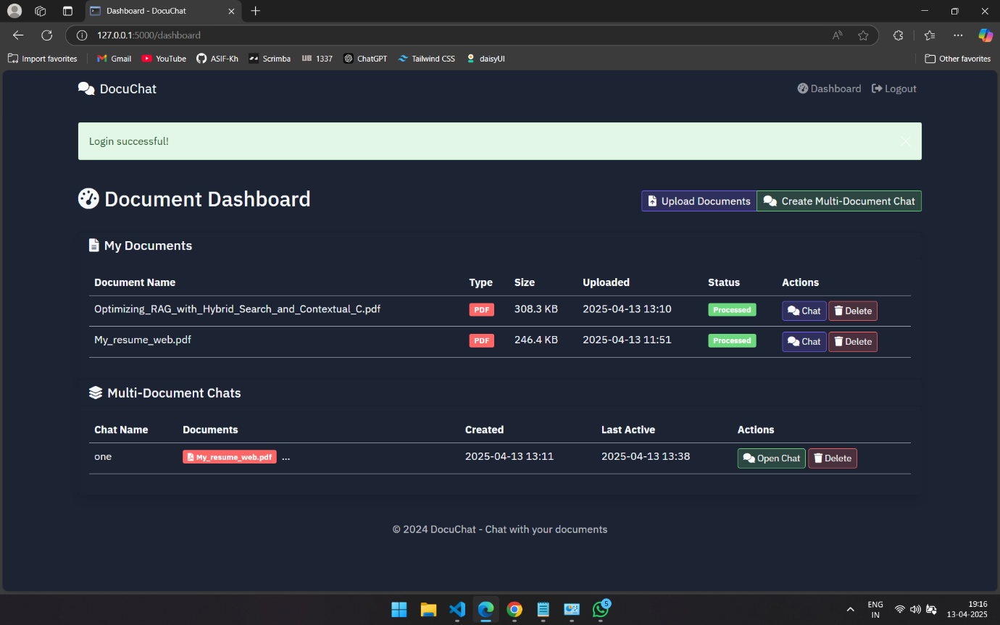 Dashboard - DocuChat
127.0.0.1:5000/dashboard
Import favorites Gmail YouTube ASIF-Kh Scrimba 1337 ChatGPT Tailwind CSS daisyUI Other favorites
DocuChat Dashboard Logout
Login successful!
Document Dashboard Upload Documents Create Multi-Document Chat
My Documents
Document Name Type Size Uploaded Status Actions
Optimizing_RAG_with_Hybrid_Search_and_Contextual_C.pdf PDF 308.3 KB 2025-04-13 13:10 Processed Chat Delete
My_resume_web.pdf PDF 246.4 KB 2025-04-13 11:51 Processed Chat Delete
Multi-Document Chats
Chat Name Documents Created Last Active Actions
one My_resume_web.pdf ... 2025-04-13 13:11 2025-04-13 13:38 Open Chat Delete
© 2024 DocuChat - Chat with your documents
5
ENG 19:16
IN 13-04-2025